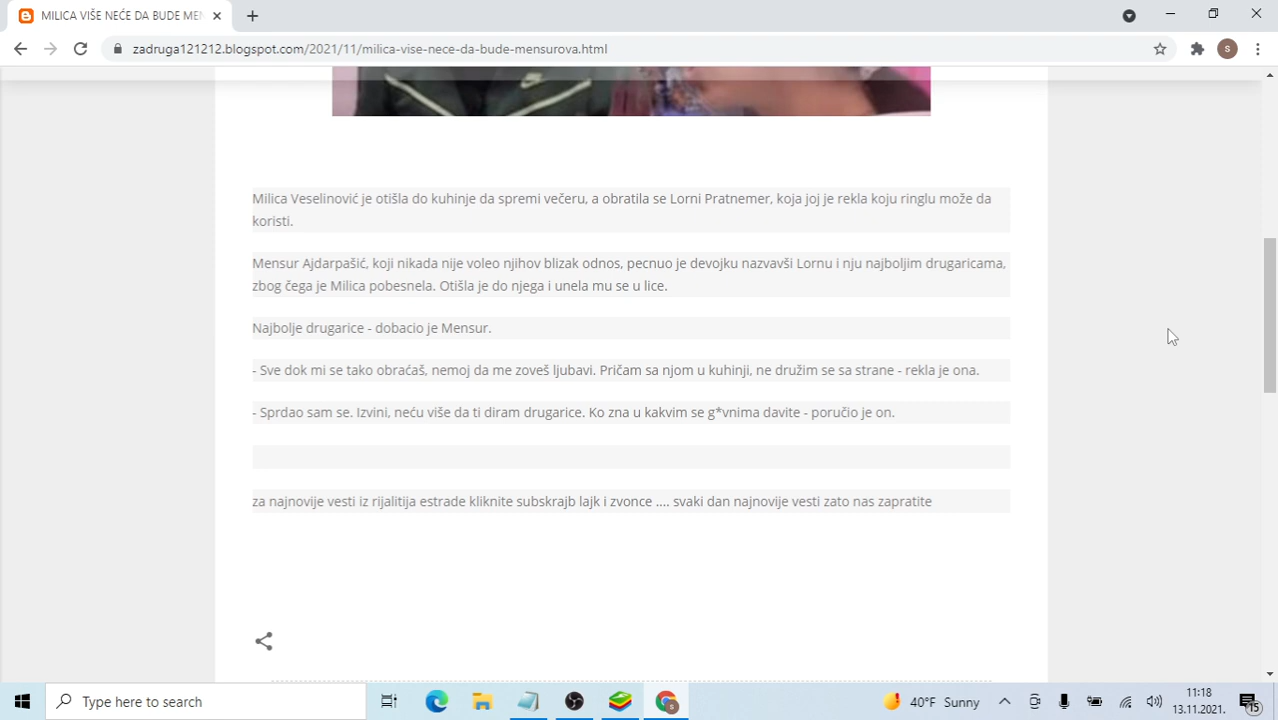 MILICA VIŠE NEĆE DA BUDE MEN
zadruga121212.blogspot.com/2021/11/milica-vise-nece-da-bude-mensurova.html
S
Milica Veselinović je otišla do kuhinje da spremi večeru, a obratila se Lorni Pratnemer, koja joj je rekla koju ringlu može da
koristi.
Mensur Ajdarpašić, koji nikada nije voleo njihov blizak odnos, pecnuo je devojku nazvavši Lornu i nju najboljim drugaricama,
zbog čega je Milica pobesnela. Otišla je do njega i unela mu se u lice.
Najbolje drugarice - dobacio je Mensur.
- Sve dok mi se tako obraćaš, nemoj da me zoveš ljubavi. Pričam sa njom u kuhinji, ne družim se sa strane - rekla je ona.
- Sprdao sam se. Izvini, neću više da ti diram drugarice. Ko zna u kakvim se g*vnima davite - poručio je on.
za najnovije vesti iz rijalitija estrade kliknite subskrajb lajk i zvonce .... svaki dan najnovije vesti zato nas zapratite
Type here to search
40°F Sunny
11:18
13.11.2021.
15